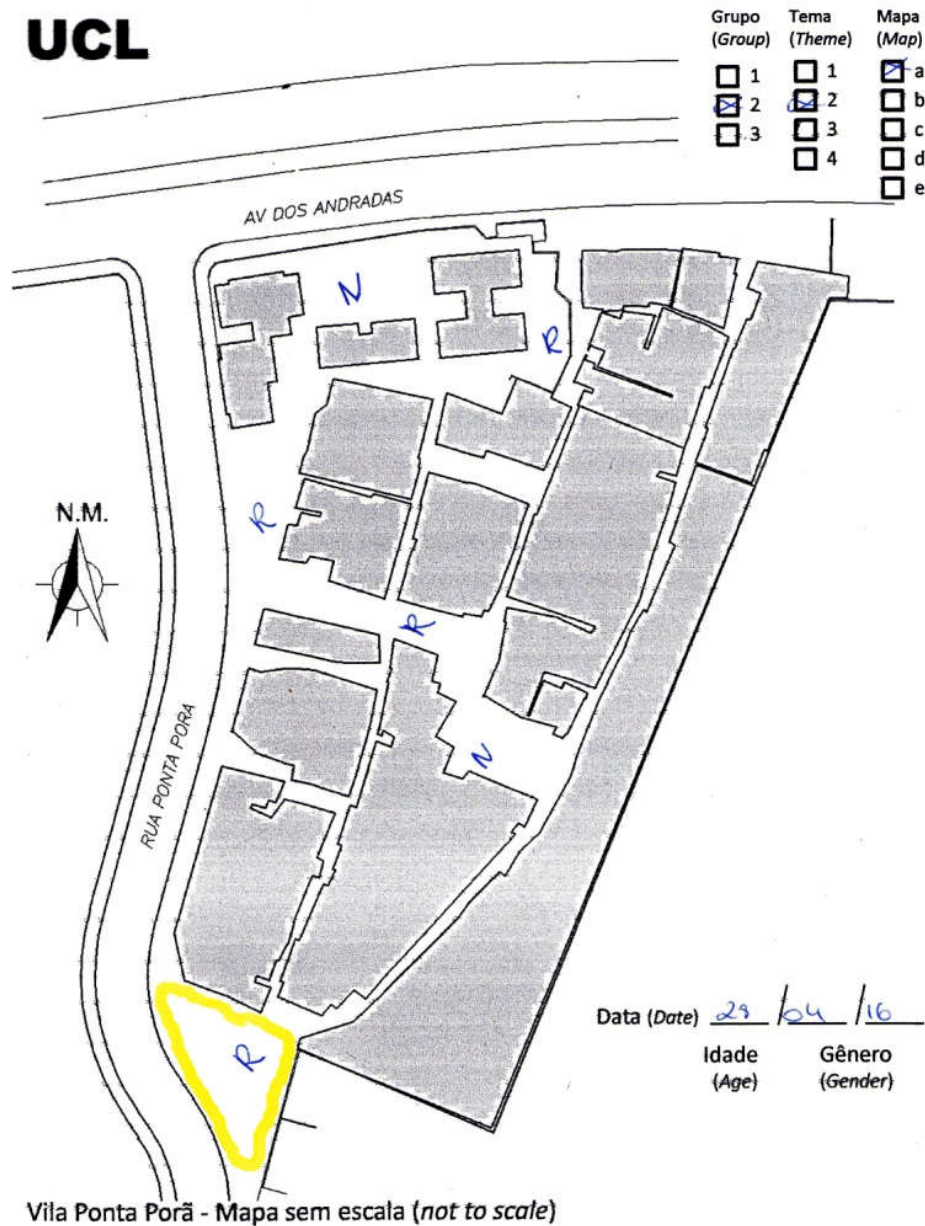 UCL
Grupo Tema Mapa
(Group) (Theme) (Map)
1 1 a
2 2 b
3 3 c
4 d
e
AV DOS ANDRADAS
N
R
N.M.
R
R
RUA PONTA PORA
N
R
Data (Date) 29 / 04 / 16
Idade Gênero
(Age) (Gender)
Vila Ponta Porã - Mapa sem escala (not to scale)